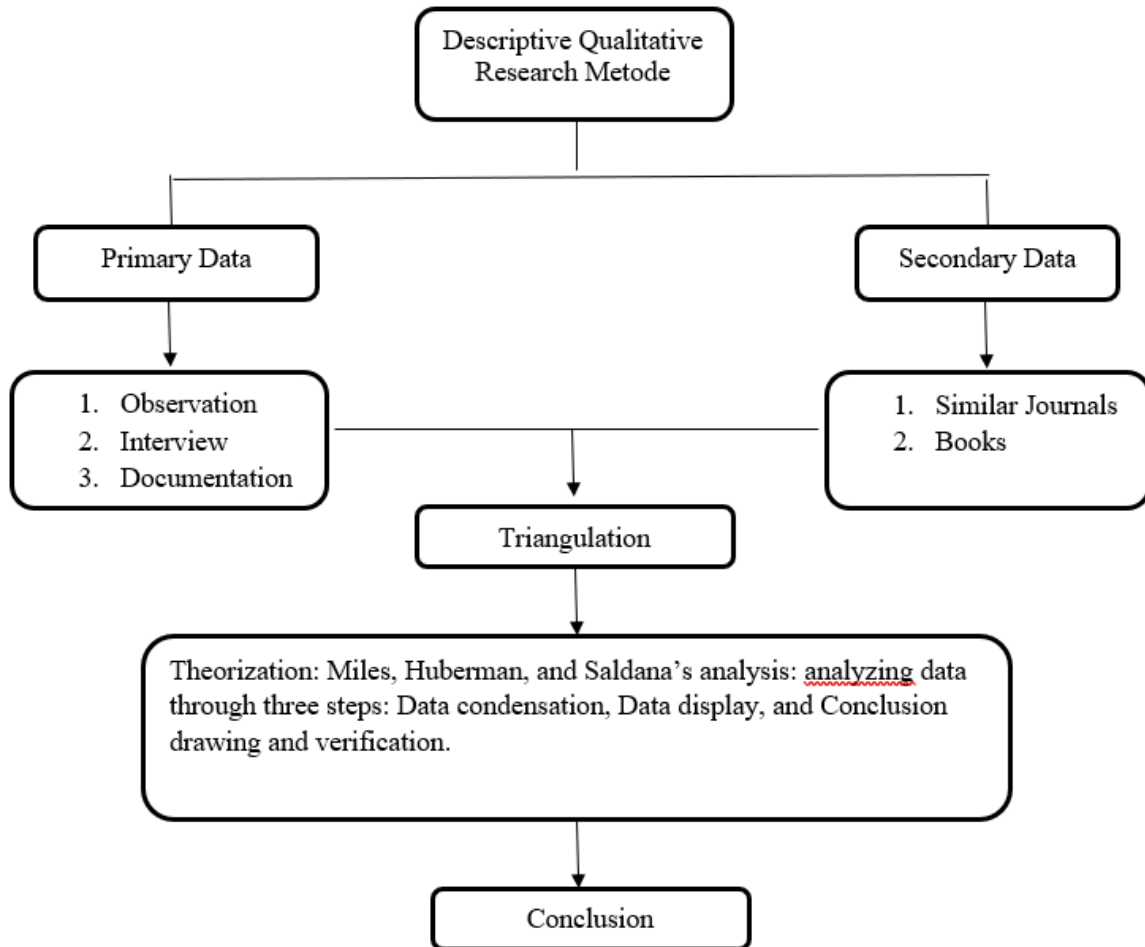 Descriptive Qualitative
Research Metode
Primary Data
Secondary Data
1. Observation
2. Interview
3. Documentation
1. Similar Journals
2. Books
Triangulation
Theorization: Miles, Huberman, and Saldana’s analysis: analyzing data
through three steps: Data condensation, Data display, and Conclusion
drawing and verification.
Conclusion